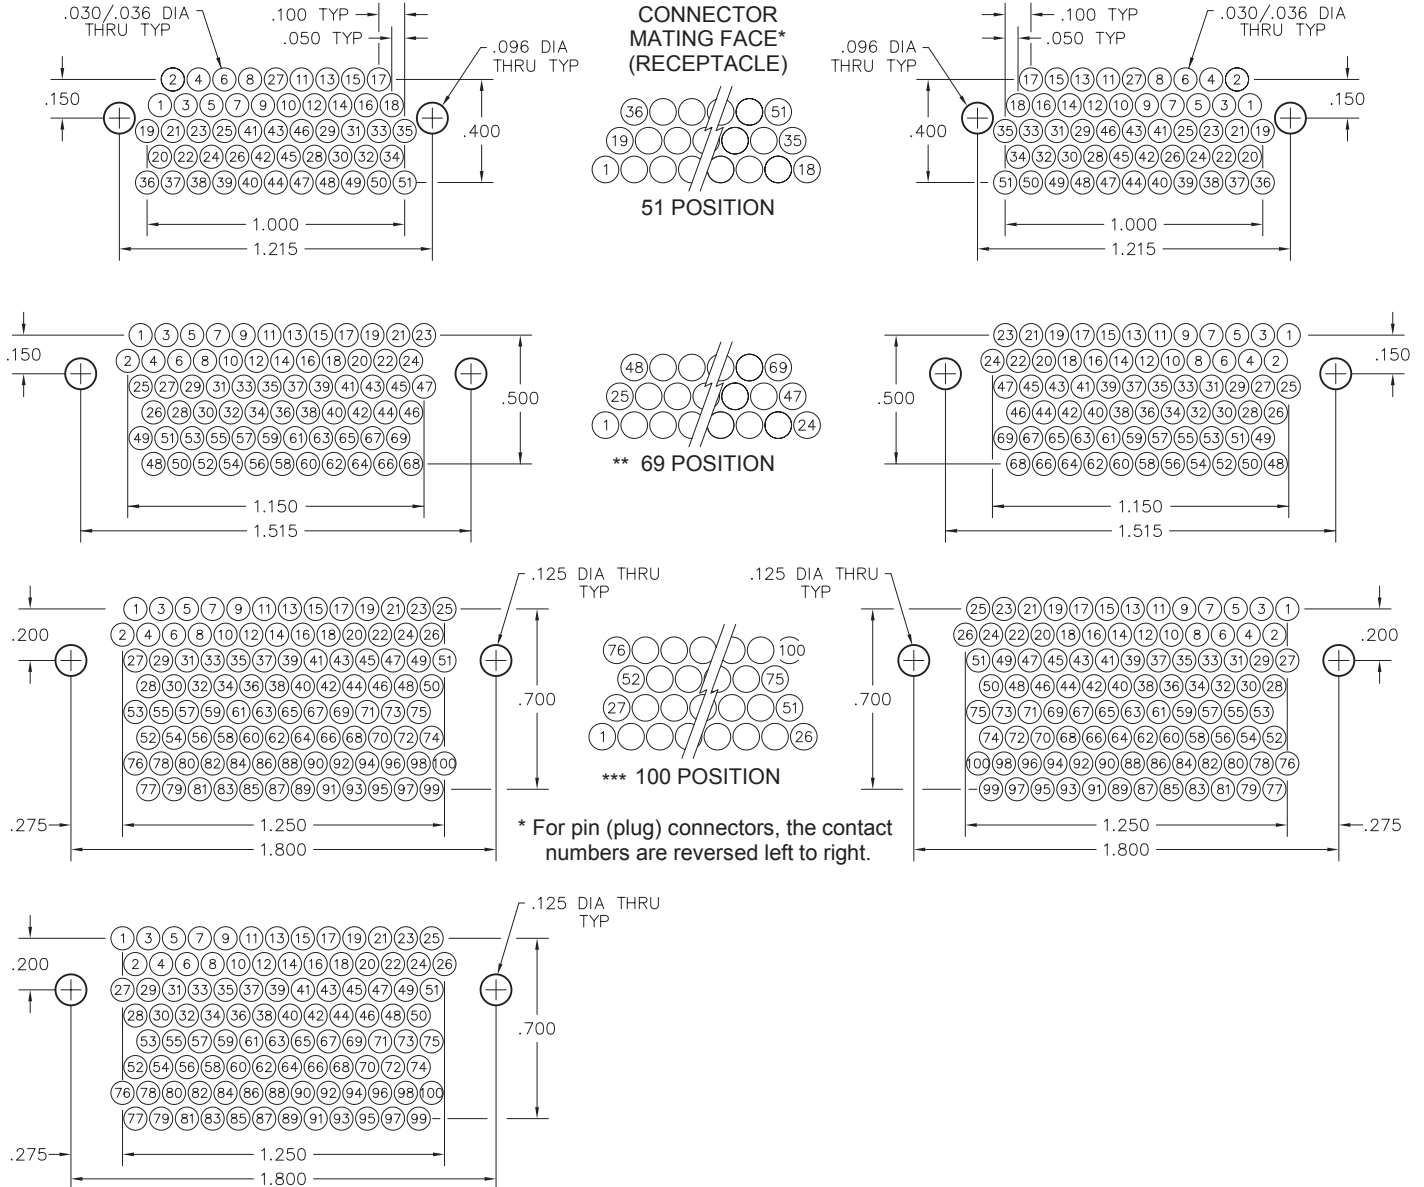 .030/.036 DIA
THRU TYP
.100 TYP
.050 TYP
.096 DIA
THRU TYP
.150
2 4 6 8 27 11 13 15 17
1 3 5 7 9 10 12 14 16 18
19 21 23 25 41 43 46 29 31 33 35
20 22 24 26 42 45 28 30 32 34
36 37 38 39 40 44 47 48 49 50 51
.400
1.000
1.215
CONNECTOR
MATING FACE*
(RECEPTACLE)
36 51
19 35
1 18
51 POSITION
.100 TYP
.050 TYP
.030/.036 DIA
THRU TYP
.096 DIA
THRU TYP
.400
17 15 13 11 27 8 6 4 2
18 16 14 12 10 9 7 5 3 1
35 33 31 29 46 43 41 25 23 21 19
34 32 30 28 45 42 26 24 22 20
51 50 49 48 47 44 40 39 38 37 36
.150
1.000
1.215
.150
1 3 5 7 9 11 13 15 17 19 21 23
2 4 6 8 10 12 14 16 18 20 22 24
25 27 29 31 33 35 37 39 41 43 45 47
26 28 30 32 34 36 38 40 42 44 46
49 51 53 55 57 59 61 63 65 67 69
48 50 52 54 56 58 60 62 64 66 68
.500
1.150
1.515
48 69
25 47
1 24
** 69 POSITION
.500
23 21 19 17 15 13 11 9 7 5 3 1
24 22 20 18 16 14 12 10 8 6 4 2
47 45 43 41 39 37 35 33 31 29 27 25
46 44 42 40 38 36 34 32 30 28 26
69 67 65 63 61 59 57 55 53 51 49
68 66 64 62 60 58 56 54 52 50 48
.150
1.150
1.515
.125 DIA THRU
TYP
.200
1 3 5 7 9 11 13 15 17 19 21 23 25
2 4 6 8 10 12 14 16 18 20 22 24 26
27 29 31 33 35 37 39 41 43 45 47 49 51
28 30 32 34 36 38 40 42 44 46 48 50
53 55 57 59 61 63 65 67 69 71 73 75
52 54 56 58 60 62 64 66 68 70 72 74
76 78 80 82 84 86 88 90 92 94 96 98 100
77 79 81 83 85 87 89 91 93 95 97 99
.700
.275
1.250
1.800
76 100
52 75
27 51
1 26
*** 100 POSITION
* For pin (plug) connectors, the contact
numbers are reversed left to right.
.125 DIA THRU
TYP
.700
25 23 21 19 17 15 13 11 9 7 5 3 1
26 24 22 20 18 16 14 12 10 8 6 4 2
51 49 47 45 43 41 39 37 35 33 31 29 27
50 48 46 44 42 40 38 36 34 32 30 28
75 73 71 69 67 65 63 61 59 57 55 53
74 72 70 68 66 64 62 60 58 56 54 52
100 98 96 94 92 90 88 86 84 82 80 78 76
99 97 95 93 91 89 87 85 83 81 79 77
.200
.275
1.250
1.800
.125 DIA THRU
TYP
.200
1 3 5 7 9 11 13 15 17 19 21 23 25
2 4 6 8 10 12 14 16 18 20 22 24 26
27 29 31 33 35 37 39 41 43 45 47 49 51
28 30 32 34 36 38 40 42 44 46 48 50
53 55 57 59 61 63 65 67 69 71 73 75
52 54 56 58 60 62 64 66 68 70 72 74
76 78 80 82 84 86 88 90 92 94 96 98 100
77 79 81 83 85 87 89 91 93 95 97 99
.700
.275
1.250
1.800